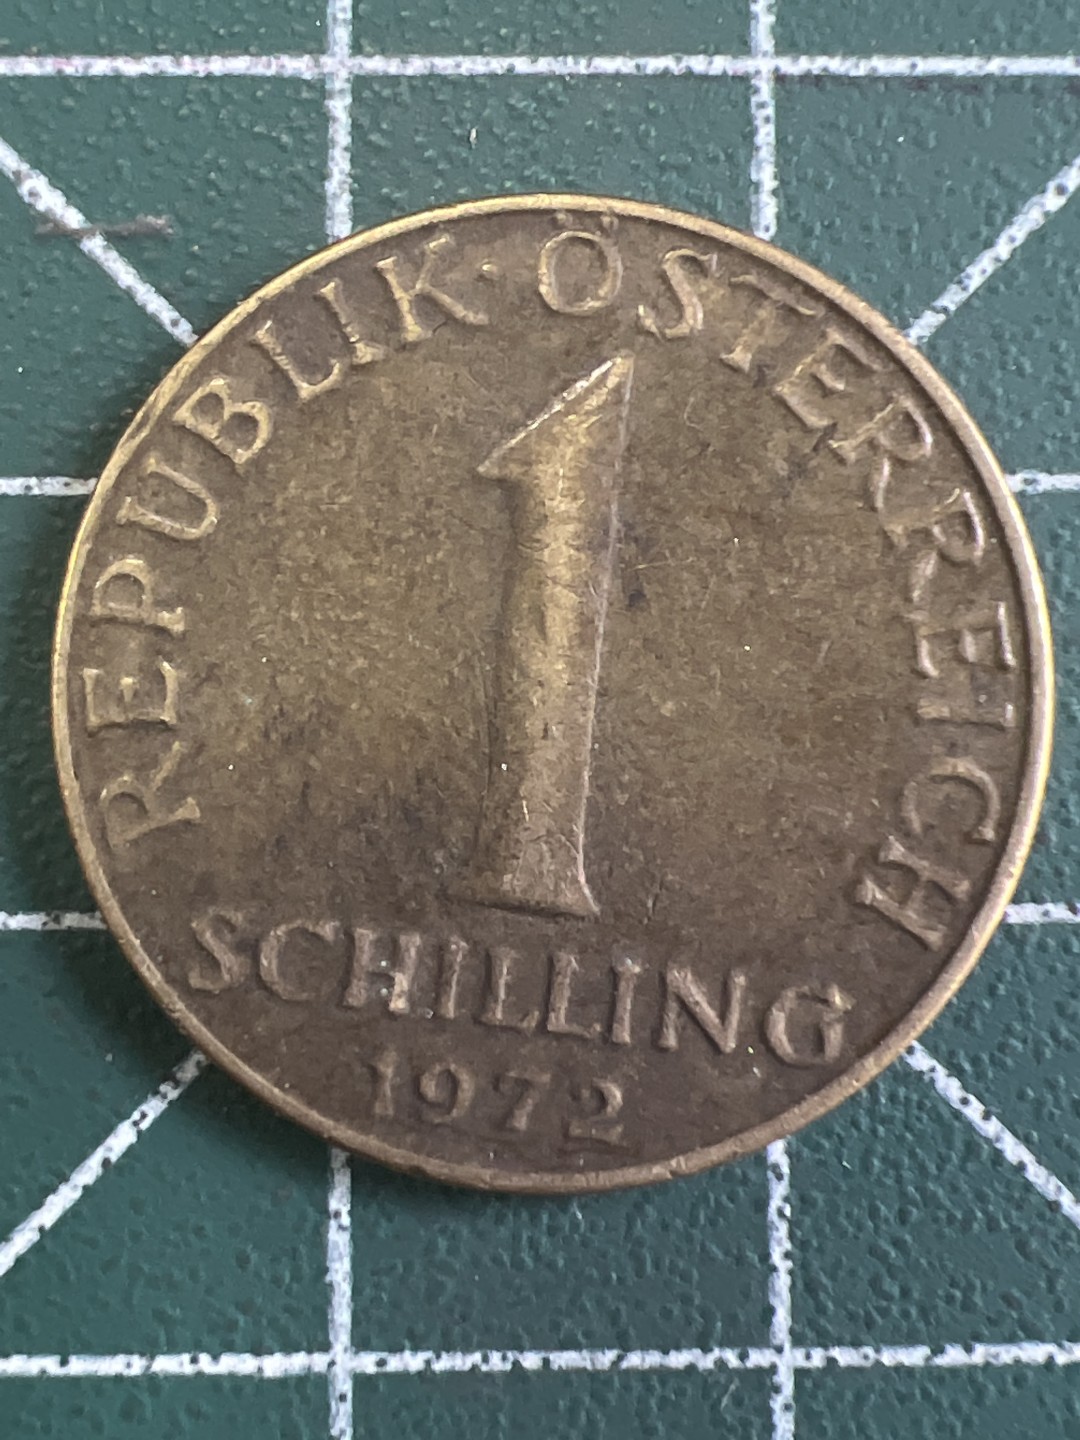 REPUBLIK · ÖSTERREICH
1
SCHILLING
1972